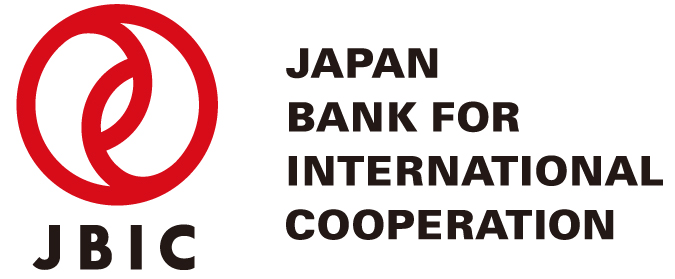 JBIC
JAPAN
BANK FOR
INTERNATIONAL
COOPERATION